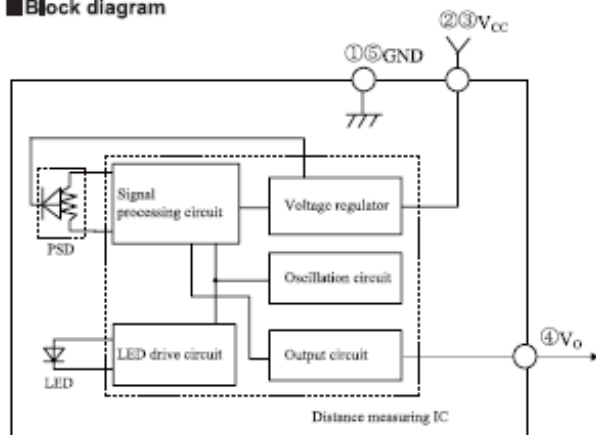 ■Block diagram
②③VCC
①⑤GND
Signal
processing circuit
Voltage regulator
PSD
Oscillation circuit
④VO
LED drive circuit
Output circuit
LED
Distance measuring IC